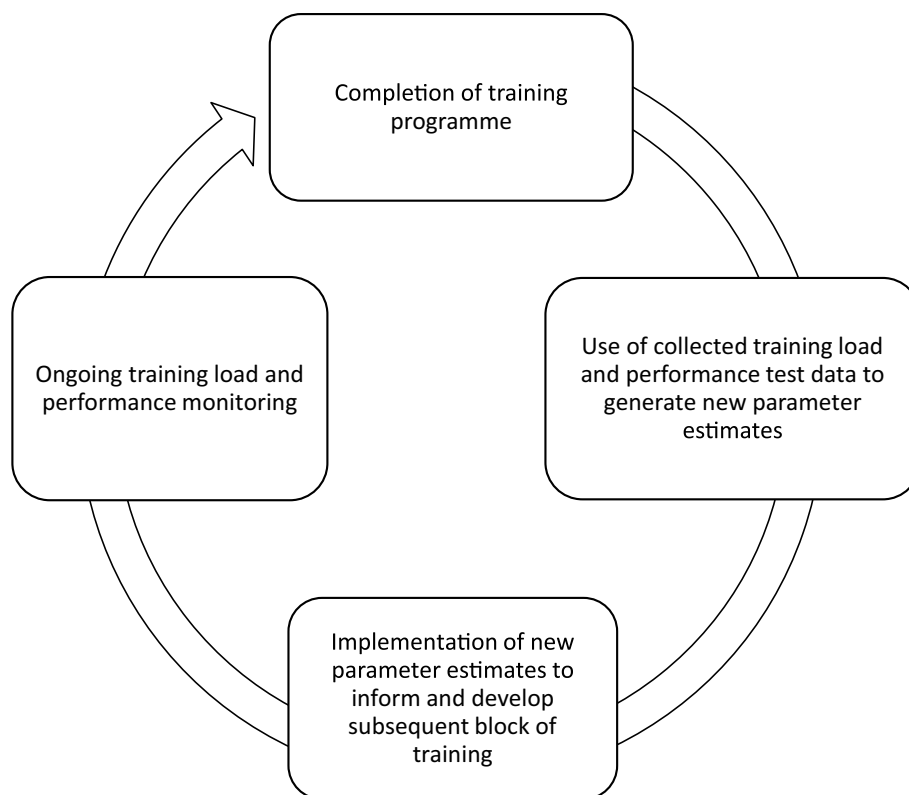 Completion of training
programme
Use of collected training load
and performance test data to
generate new parameter
estimates
Implementation of new
parameter estimates to
inform and develop
subsequent block of
training
Ongoing training load and
performance monitoring